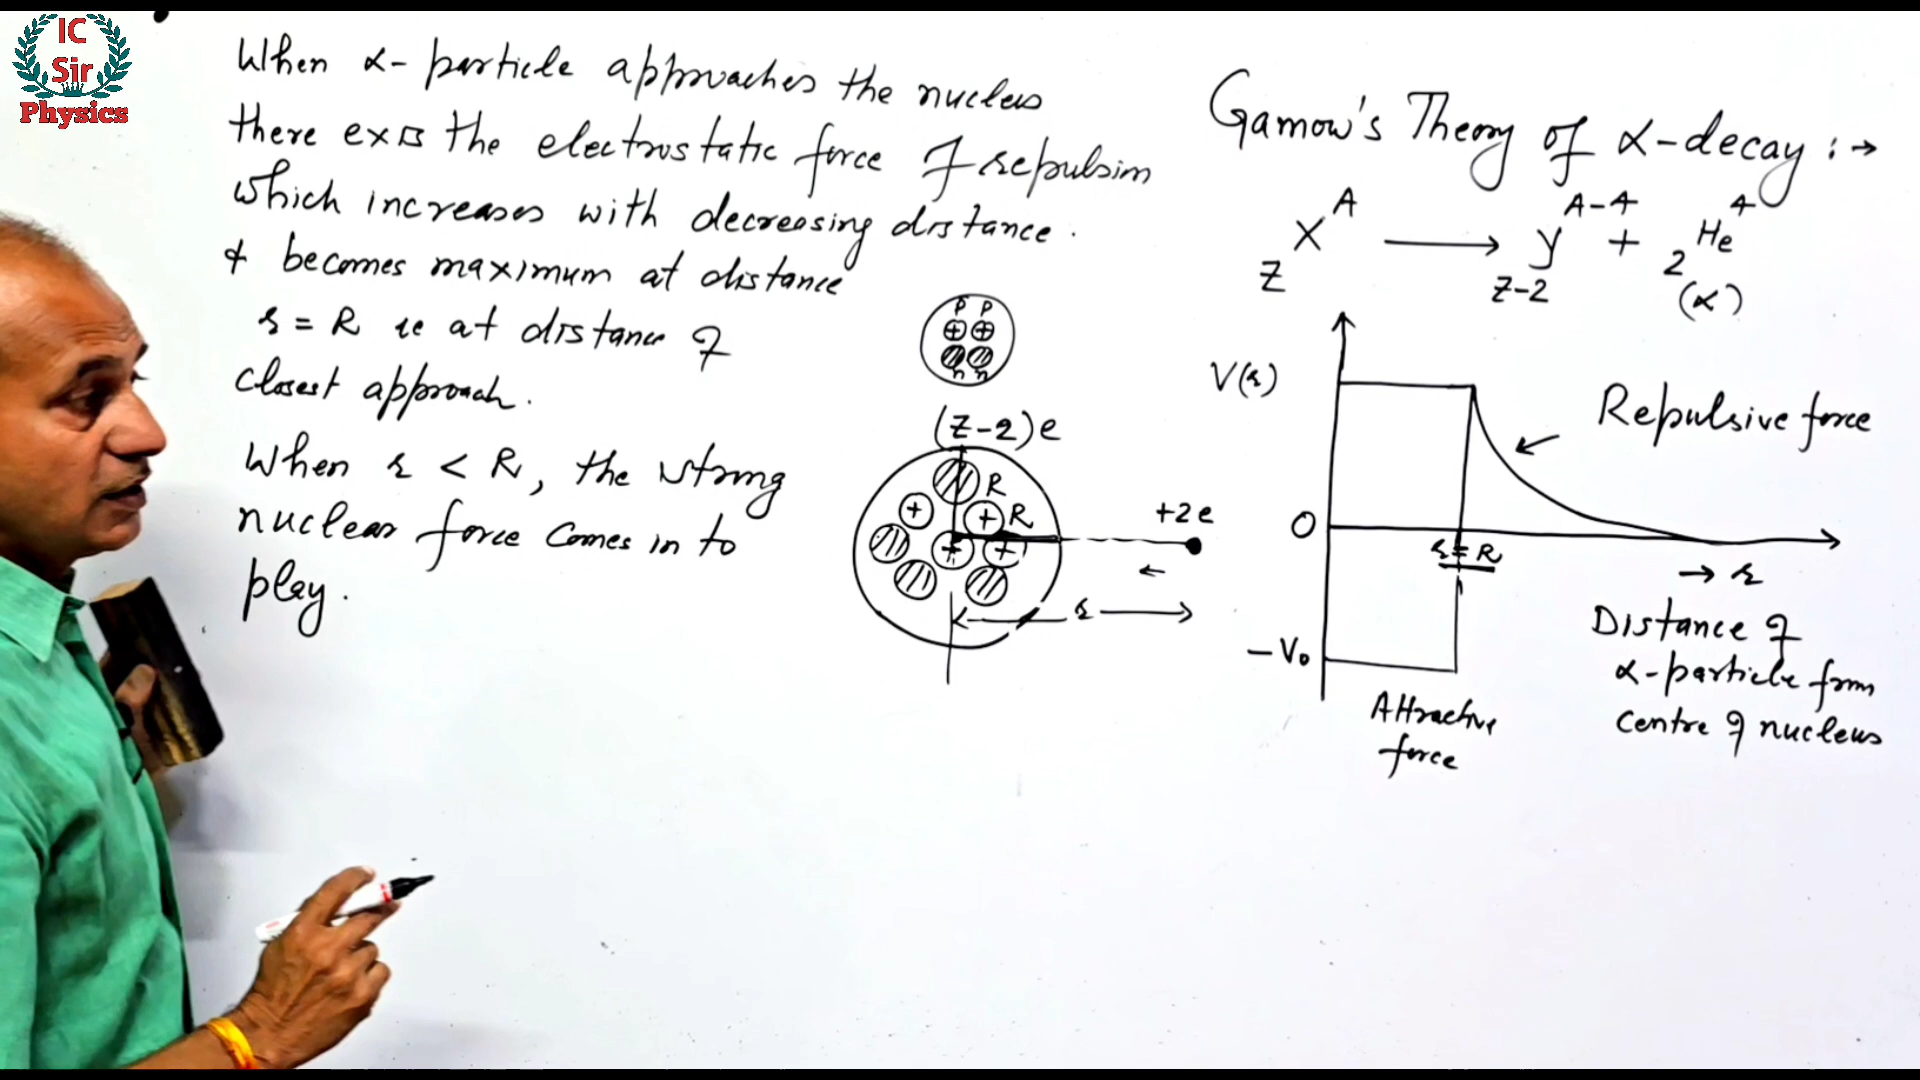 IC
Sir
Physics
When α- particle approaches the nucleus
there exis the electrostatic force of repulsion
which increases with decreasing distance.
& becomes maximum at distance
r = R ie at distance of
closest approach.
When r < R, the strong
nuclear force comes in to
play.
P P
+ +
n n
(Z-2)e
R
+ + R
+ +
+2e
←
r
Gamow's Theory of α-decay :→
A A-4 4
X → y + He
Z Z-2 2
(α)
V(r)
Repulsive force
O
r = R
→ r
-V₀
Distance of
α-particle from
centre of nucleus
Attractive
force